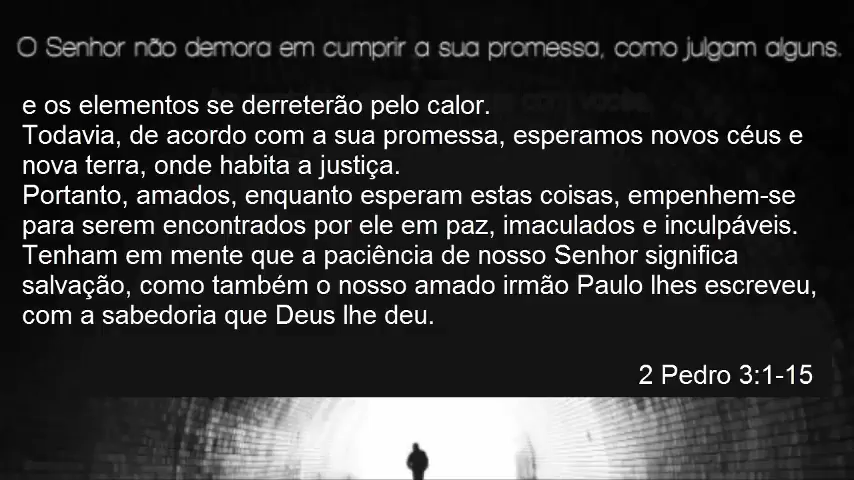 O Senhor não demora em cumprir a sua promessa, como julgam alguns.
e os elementos se derreterão pelo calor.
Todavia, de acordo com a sua promessa, esperamos novos céus e
nova terra, onde habita a justiça.
Portanto, amados, enquanto esperam estas coisas, empenhem-se
para serem encontrados por ele em paz, imaculados e inculpáveis.
Tenham em mente que a paciência de nosso Senhor significa
salvação, como também o nosso amado irmão Paulo lhes escreveu,
com a sabedoria que Deus lhe deu.
2 Pedro 3:1-15